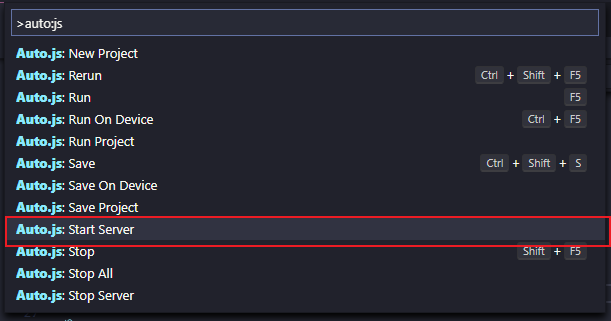 >auto:js
Auto.js: New Project
Auto.js: Rerun Ctrl + Shift + F5
Auto.js: Run F5
Auto.js: Run On Device Ctrl + F5
Auto.js: Run Project
Auto.js: Save Ctrl + Shift + S
Auto.js: Save On Device
Auto.js: Save Project
Auto.js: Start Server
Auto.js: Stop Shift + F5
Auto.js: Stop All
Auto.js: Stop Server